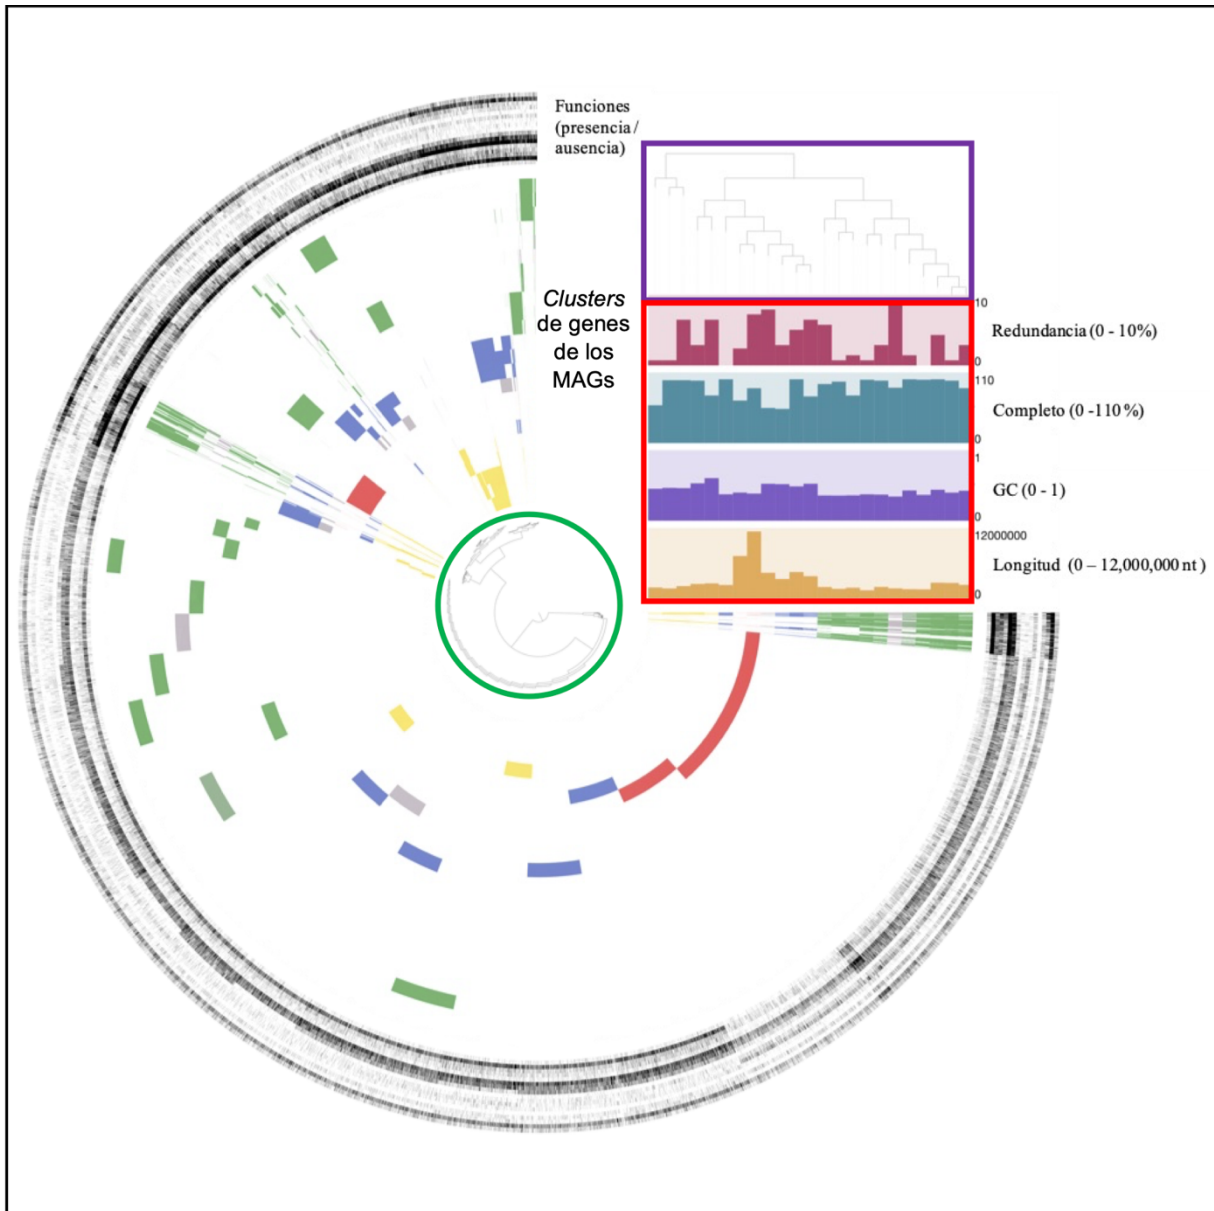 Funciones
(presencia /
ausencia)
Clusters
de genes
de los
MAGs
10
0
Redundancia (0 - 10%)
110
0
Completo (0 -110%)
1
0
GC (0 - 1)
12000000
0
Longitud (0 – 12,000,000 nt )